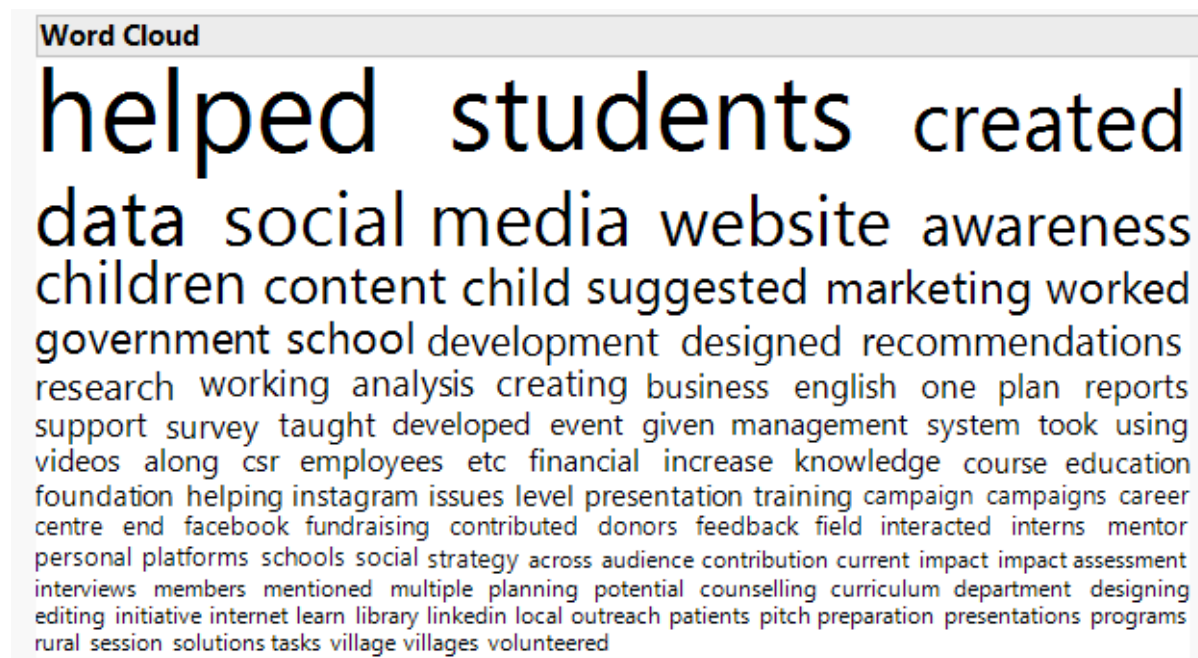 Word Cloud
helped students created
data social media website awareness
children content child suggested marketing worked
government school development designed recommendations
research working analysis creating business english one plan reports
support survey taught developed event given management system took using
videos along csr employees etc financial increase knowledge course education
foundation helping instagram issues level presentation training campaign campaigns career
centre end facebook fundraising contributed donors feedback field interacted interns mentor
personal platforms schools social strategy across audience contribution current impact impact assessment
interviews members mentioned multiple planning potential counselling curriculum department designing
editing initiative internet learn library linkedin local outreach patients pitch preparation presentations programs
rural session solutions tasks village villages volunteered